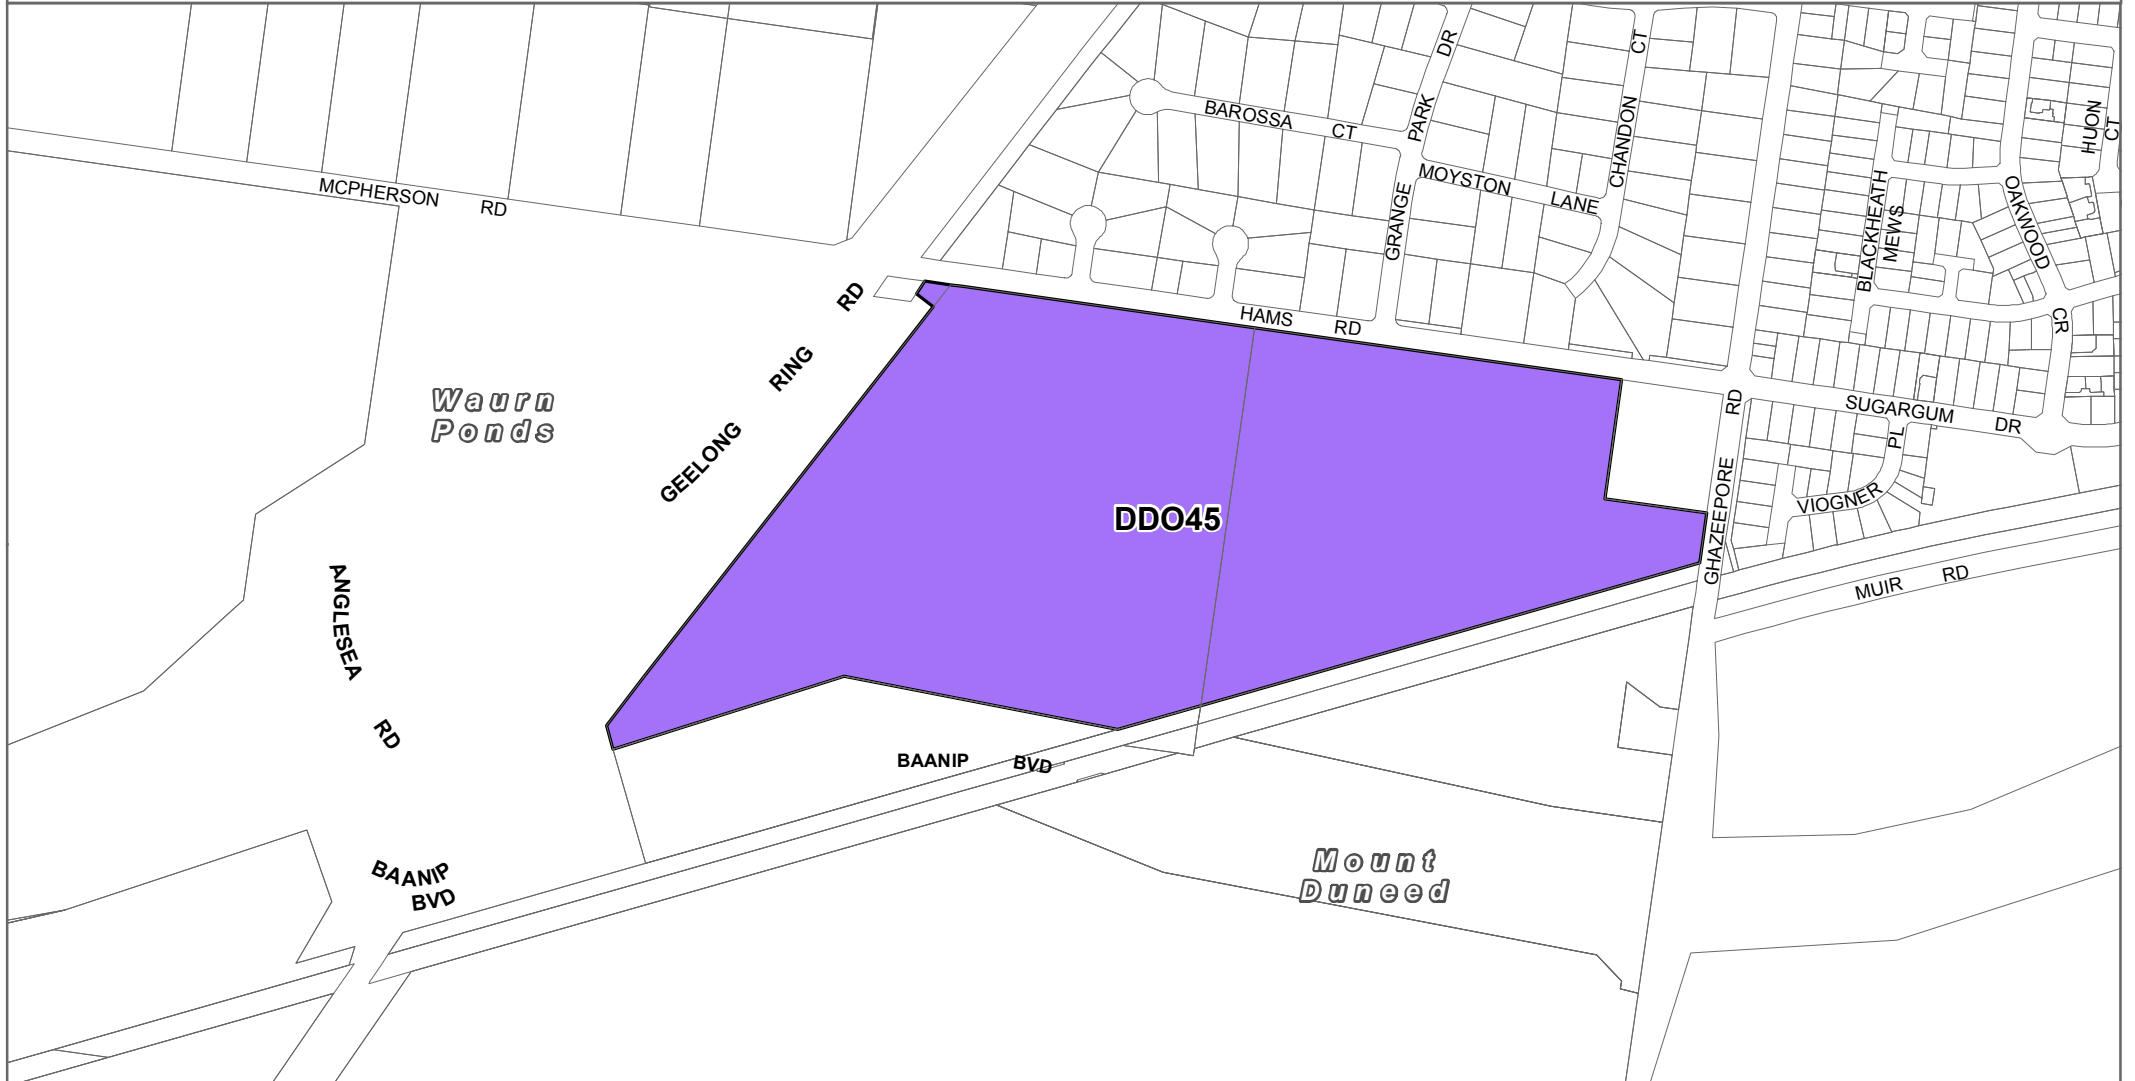 DR
CT
BAROSSA CT
PARK
CHANDON
HUON
CT
MOYSTON LANE
MCPHERSON RD
GRANGE
BLACKHEATH
MEWS
OAKWOOD
CR
HAMS RD
GEELONG RING RD
Waurn
Ponds
RD
SUGARGUM DR
PL
VIOGNER
GHAZEEPORE
DDO45
MUIR RD
ANGLESEA RD
BAANIP BVD
BAANIP
BVD
Mount
Duneed